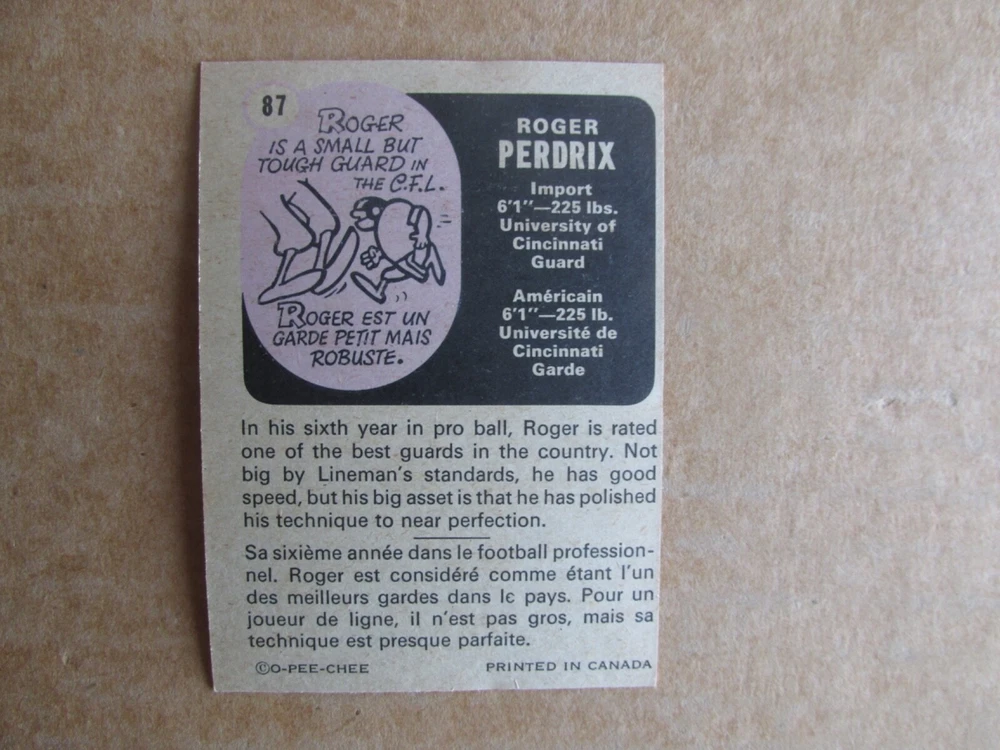 87
ROGER
IS A SMALL BUT
TOUGH GUARD IN
THE C.F.L.
ROGER EST UN
GARDE PETIT MAIS
ROBUSTE.
ROGER
PERDRIX
Import
6'1"—225 lbs.
University of
Cincinnati
Guard
Américain
6'1"—225 lb.
Université de
Cincinnati
Garde
In his sixth year in pro ball, Roger is rated
one of the best guards in the country. Not
big by Lineman's standards, he has good
speed, but his big asset is that he has polished
his technique to near perfection.
Sa sixième année dans le football profession-
nel. Roger est considéré comme étant l'un
des meilleurs gardes dans le pays. Pour un
joueur de ligne, il n'est pas gros, mais sa
technique est presque parfaite.
©O-PEE-CHEE
PRINTED IN CANADA